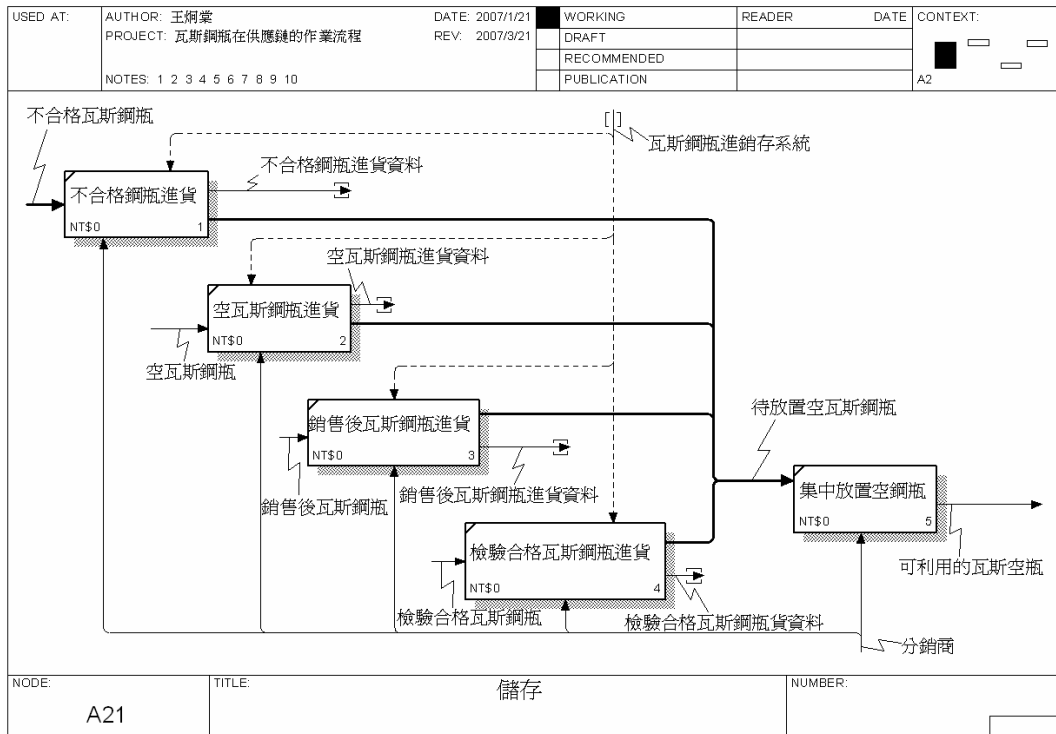 USED AT:
AUTHOR: 王炯棠
DATE: 2007/1/21
WORKING
READER
DATE
CONTEXT:
PROJECT: 瓦斯鋼瓶在供應鏈的作業流程
REV: 2007/3/21
DRAFT
RECOMMENDED
NOTES: 1 2 3 4 5 6 7 8 9 10
PUBLICATION
A2
不合格瓦斯鋼瓶
瓦斯鋼瓶進銷存系統
不合格鋼瓶進貨資料
不合格鋼瓶進貨
NT$0
1
空瓦斯鋼瓶進貨資料
空瓦斯鋼瓶進貨
NT$0
2
空瓦斯鋼瓶
待放置空瓦斯鋼瓶
銷售後瓦斯鋼瓶進貨
NT$0
3
銷售後瓦斯鋼瓶進貨資料
銷售後瓦斯鋼瓶
集中放置空鋼瓶
NT$0
5
檢驗合格瓦斯鋼瓶進貨
NT$0
4
可利用的瓦斯空瓶
檢驗合格瓦斯鋼瓶
檢驗合格瓦斯鋼瓶貨資料
分銷商
NODE:
TITLE:
NUMBER:
A21
儲存